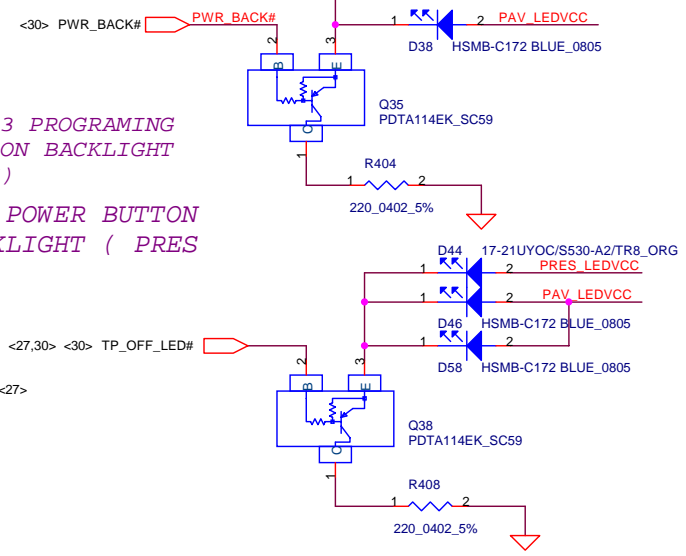 1 2 PAV_LEDVCC
<30> PWR_BACK# PWR_BACK#
D38 HSMB-C172 BLUE_0805
2 3
B E
Q35
PDTA114EK_SC59
3 PROGRAMING
ON BACKLIGHT
)
C
1
R404
1 2
220_0402_5%
POWER BUTTON
KLIGHT ( PRES
D44 17-21UYOC/S530-A2/TR8_ORG
1 2 PRES_LEDVCC
1 2 PAV_LEDVCC
D46 HSMB-C172 BLUE_0805
1 2
<27,30> <30> TP_OFF_LED#
D58 HSMB-C172 BLUE_0805
2 3
B E
<27>
Q38
PDTA114EK_SC59
C
1
R408
1 2
220_0402_5%